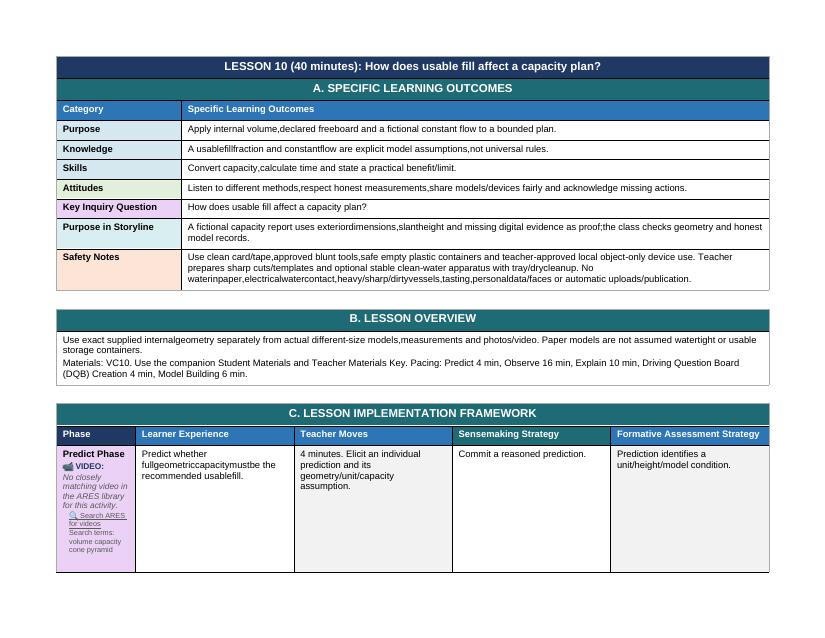 LESSON 10 (40 minutes): How does usable fill affect a capacity plan?
A. SPECIFIC LEARNING OUTCOMES
Category
Specific Learning Outcomes
Purpose
Apply internal volume,declared freeboard and a fictional constant flow to a bounded plan.
Knowledge
A usablefillfraction and constantflow are explicit model assumptions,not universal rules.
Skills
Convert capacity,calculate time and state a practical benefit/limit.
Attitudes
Listen to different methods,respect honest measurements,share models/devices fairly and acknowledge missing actions.
Key Inquiry Question
How does usable fill affect a capacity plan?
Purpose in Storyline
A fictional capacity report uses exteriordimensions,slantheight and missing digital evidence as proof;the class checks geometry and honest
model records.
Safety Notes
Use clean card/tape,approved blunt tools,safe empty plastic containers and teacher-approved local object-only device use. Teacher
prepares sharp cuts/templates and optional stable clean-water apparatus with tray/drycleanup. No
waterinpaper,electricalwatercontact,heavy/sharp/dirtyvessels,tasting,personaldata/faces or automatic uploads/publication.
B. LESSON OVERVIEW
Use exact supplied internalgeometry separately from actual different-size models,measurements and photos/video. Paper models are not assumed watertight or usable
storage containers.
Materials: VC10. Use the companion Student Materials and Teacher Materials Key. Pacing: Predict 4 min, Observe 16 min, Explain 10 min, Driving Question Board
(DQB) Creation 4 min, Model Building 6 min.
C. LESSON IMPLEMENTATION FRAMEWORK
Phase
Learner Experience
Teacher Moves
Sensemaking Strategy
Formative Assessment Strategy
Predict Phase
VIDEO:
No closely
matching video in
the ARES library
for this activity.
Search ARES
for videos
Search terms:
volume capacity
cone pyramid
Predict whether
fullgeometriccapacitymustbe the
recommended usablefill.
4 minutes. Elicit an individual
prediction and its
geometry/unit/capacity
assumption.
Commit a reasoned prediction.
Prediction identifies a
unit/height/model condition.